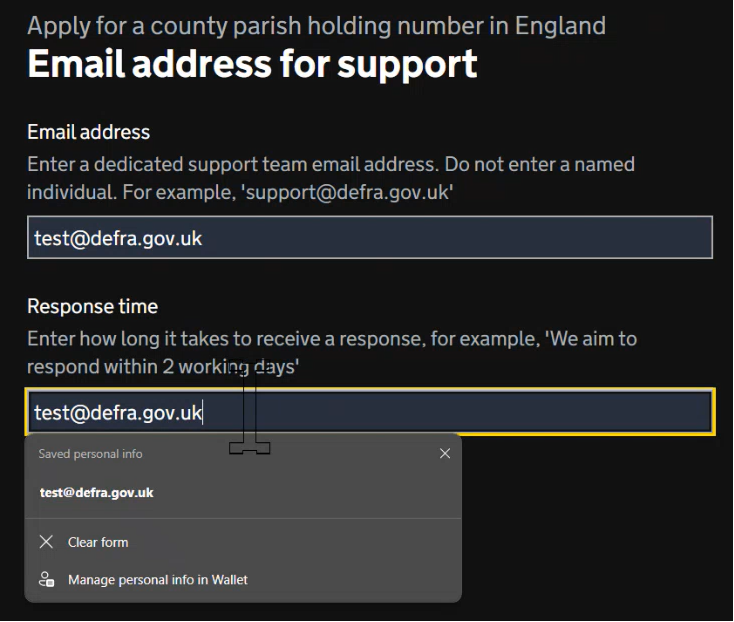 Apply for a county parish holding number in England
Email address for support
Email address
Enter a dedicated support team email address. Do not enter a named
individual. For example, 'support@defra.gov.uk'
test@defra.gov.uk
Response time
Enter how long it takes to receive a response, for example, 'We aim to
respond within 2 working days'
test@defra.gov.uk
Saved personal info
test@defra.gov.uk
Clear form
Manage personal info in Wallet